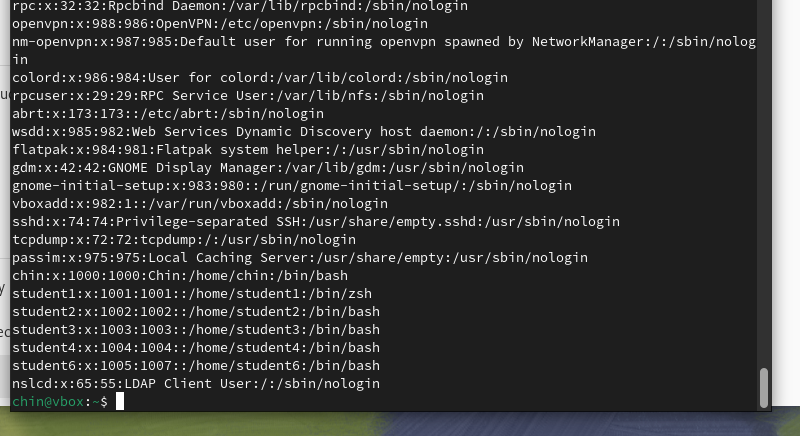 rpc:x:32:32:Rpcbind Daemon:/var/lib/rpcbind:/sbin/nologin
openvpn:x:988:986:OpenVPN:/etc/openvpn:/sbin/nologin
nm-openvpn:x:987:985:Default user for running openvpn spawned by NetworkManager:/:/sbin/nolog
in
colord:x:986:984:User for colord:/var/lib/colord:/sbin/nologin
rpcuser:x:29:29:RPC Service User:/var/lib/nfs:/sbin/nologin
abrt:x:173:173::/etc/abrt:/sbin/nologin
wsdd:x:985:982:Web Services Dynamic Discovery host daemon:/:/sbin/nologin
flatpak:x:984:981:Flatpak system helper:/:/usr/sbin/nologin
gdm:x:42:42:GNOME Display Manager:/var/lib/gdm:/usr/sbin/nologin
gnome-initial-setup:x:983:980::/run/gnome-initial-setup/:/sbin/nologin
vboxadd:x:982:1::/var/run/vboxadd:/sbin/nologin
sshd:x:74:74:Privilege-separated SSH:/usr/share/empty.sshd:/usr/sbin/nologin
tcpdump:x:72:72:tcpdump:/:/usr/sbin/nologin
passim:x:975:975:Local Caching Server:/usr/share/empty:/usr/sbin/nologin
chin:x:1000:1000:Chin:/home/chin:/bin/bash
student1:x:1001:1001::/home/student1:/bin/zsh
student2:x:1002:1002::/home/student2:/bin/bash
student3:x:1003:1003::/home/student3:/bin/bash
student4:x:1004:1004::/home/student4:/bin/bash
student6:x:1005:1007::/home/student6:/bin/bash
nslcd:x:65:55:LDAP Client User:/:/sbin/nologin
chin@vbox:~$